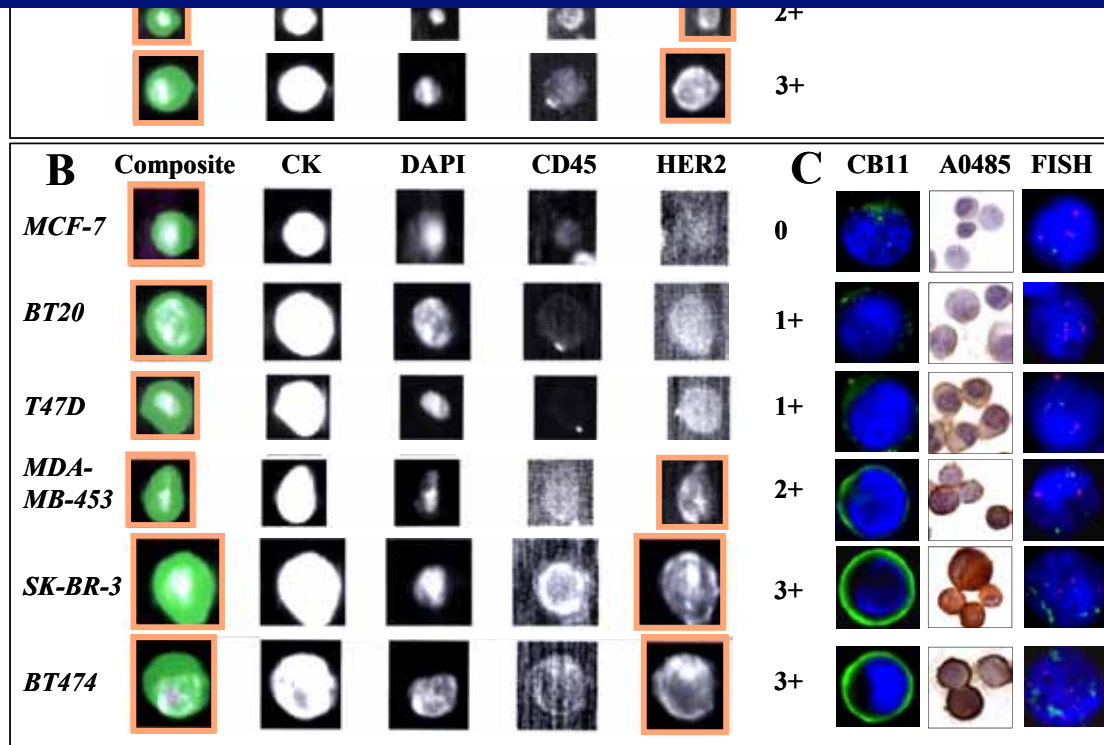 2+
3+
B Composite CK DAPI CD45 HER2 C CB11 A0485 FISH
MCF-7 0
BT20 1+
T47D 1+
MDA-
MB-453 2+
SK-BR-3 3+
BT474 3+